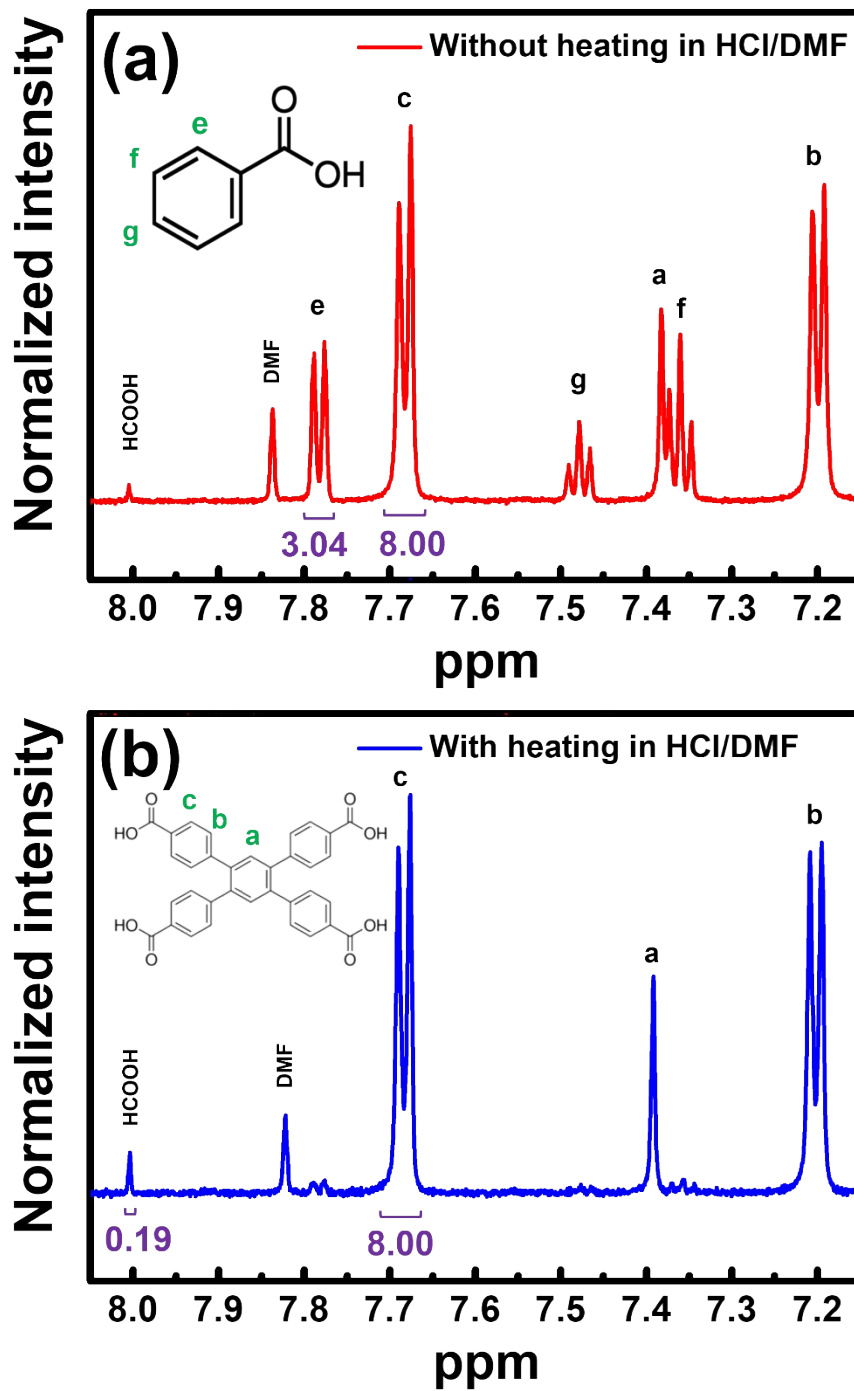 Normalized intensity
(a)
Without heating in HCl/DMF
O
OH
e
f
g
HCOOH
DMF
e
c
g
a
f
b
3.04
8.00
8.0
7.9
7.8
7.7
7.6
7.5
7.4
7.3
7.2
ppm
Normalized intensity
(b)
With heating in HCl/DMF
c
b
a
O
HO
O
OH
HO
O
OH
O
HCOOH
DMF
c
a
b
0.19
8.00
8.0
7.9
7.8
7.7
7.6
7.5
7.4
7.3
7.2
ppm